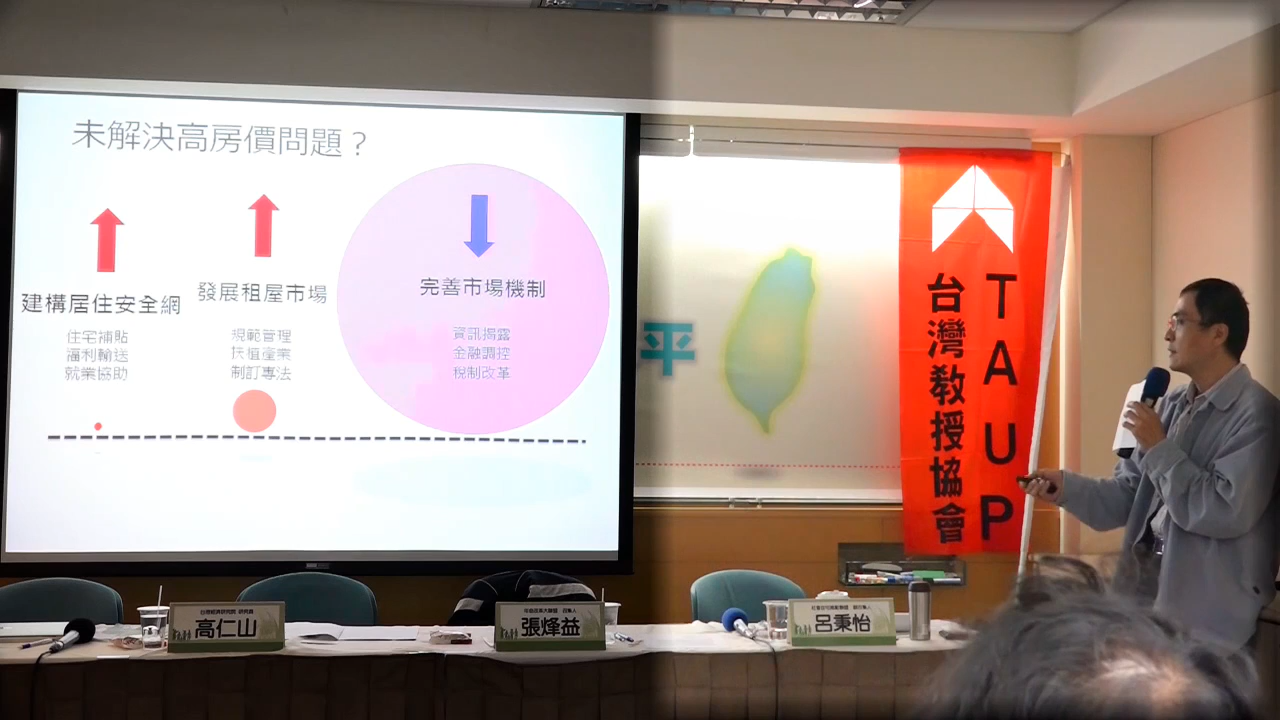 未解決高房價問題？
建構居住安全網
住宅補貼
福利輸送
就業協助
發展租屋市場
規範管理
扶植產業
制訂專法
完善市場機制
資訊揭露
金融調控
稅制改革
平
TAUP
台灣教授協會
高仁山
張烽益
呂秉怡